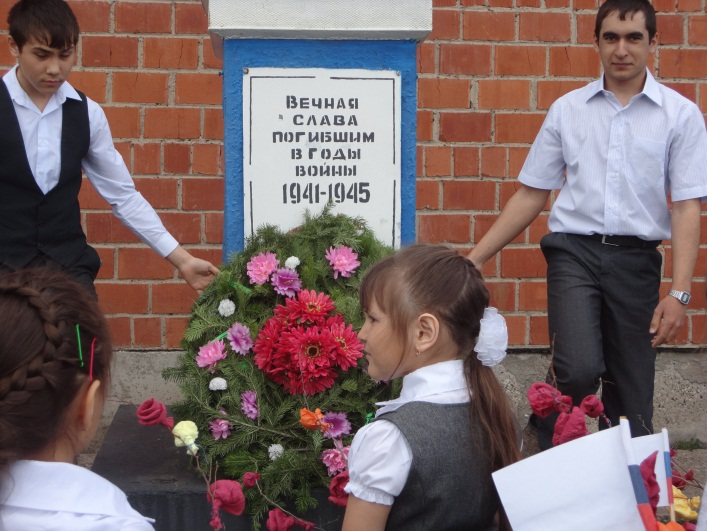 ВЕЧНАЯ
СЛАВА
ПОГИБШИМ
В ГОДЫ
ВОЙНЫ
1941-1945